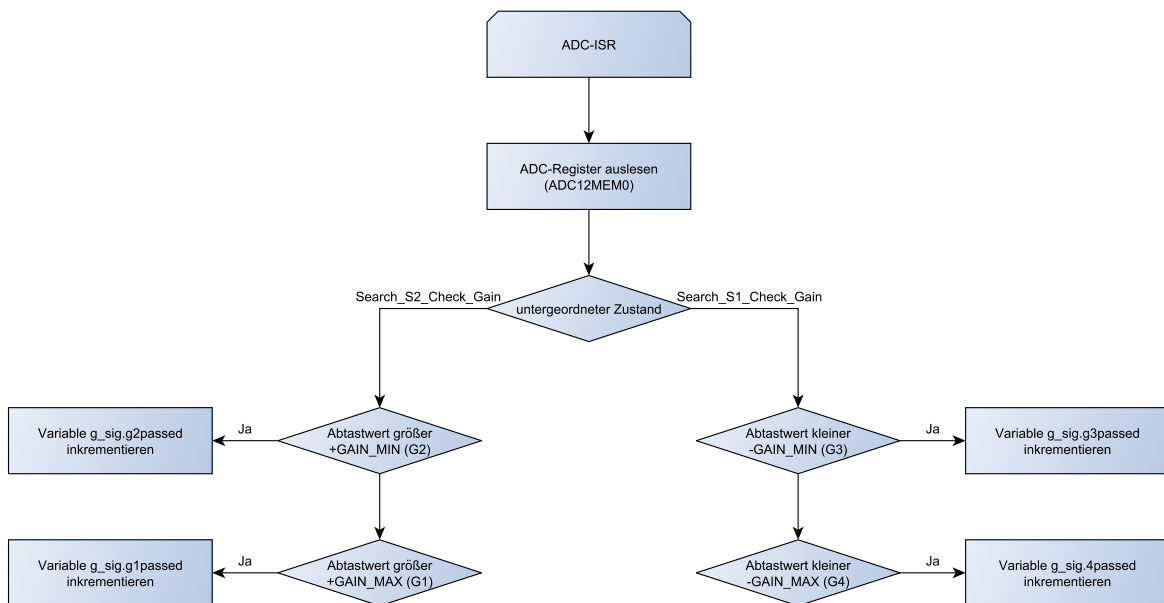 ADC-ISR
ADC-Register auslesen
(ADC12MEM0)
Search_S2_Check_Gain
Search_S1_Check_Gain
untergeordneter Zustand
Variable g_sig.g2passed
inkrementieren
Ja
Abtastwert größer
+GAIN_MIN (G2)
Abtastwert kleiner
-GAIN_MIN (G3)
Ja
Variable g_sig.g3passed
inkrementieren
Variable g_sig.g1passed
inkrementieren
Ja
Abtastwert größer
+GAIN_MAX (G1)
Abtastwert kleiner
-GAIN_MAX (G4)
Ja
Variable g_sig.4passed
inkrementieren